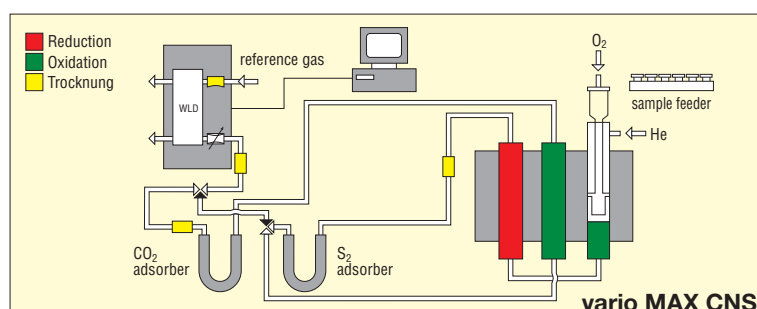 Reduction
Oxidation
Trocknung
reference gas
WLD
O₂
sample feeder
He
CO₂
adsorber
S₂
adsorber
vario MAX CNS